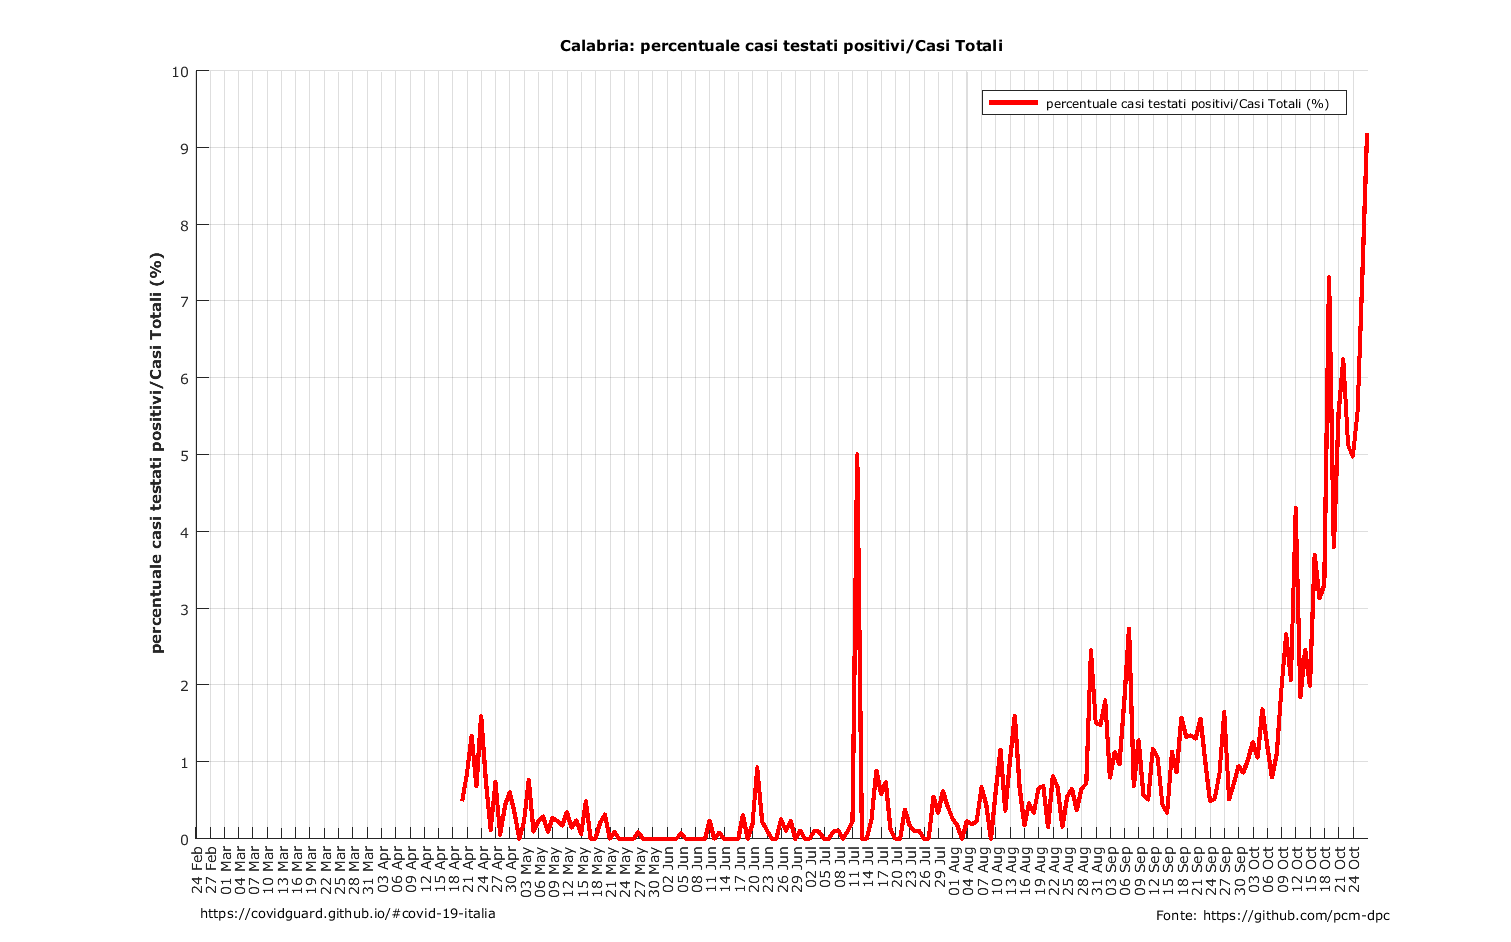 Calabria: percentuale casi testati positivi/Casi Totali
percentuale casi testati positivi/Casi Totali (%)
percentuale casi testati positivi/Casi Totali (%)
10
9
8
7
6
5
4
3
2
1
0
24 Feb
27 Feb
01 Mar
04 Mar
07 Mar
10 Mar
13 Mar
16 Mar
19 Mar
22 Mar
25 Mar
28 Mar
31 Mar
03 Apr
06 Apr
09 Apr
12 Apr
15 Apr
18 Apr
21 Apr
24 Apr
27 Apr
30 Apr
03 May
06 May
09 May
12 May
15 May
18 May
21 May
24 May
27 May
30 May
02 Jun
05 Jun
08 Jun
11 Jun
14 Jun
17 Jun
20 Jun
23 Jun
26 Jun
29 Jun
02 Jul
05 Jul
08 Jul
11 Jul
14 Jul
17 Jul
20 Jul
23 Jul
26 Jul
29 Jul
01 Aug
04 Aug
07 Aug
10 Aug
13 Aug
16 Aug
19 Aug
22 Aug
25 Aug
28 Aug
31 Aug
03 Sep
06 Sep
09 Sep
12 Sep
15 Sep
18 Sep
21 Sep
24 Sep
27 Sep
30 Sep
03 Oct
06 Oct
09 Oct
12 Oct
15 Oct
18 Oct
21 Oct
24 Oct
https://covidguard.github.io/#covid-19-italia
Fonte: https://github.com/pcm-dpc